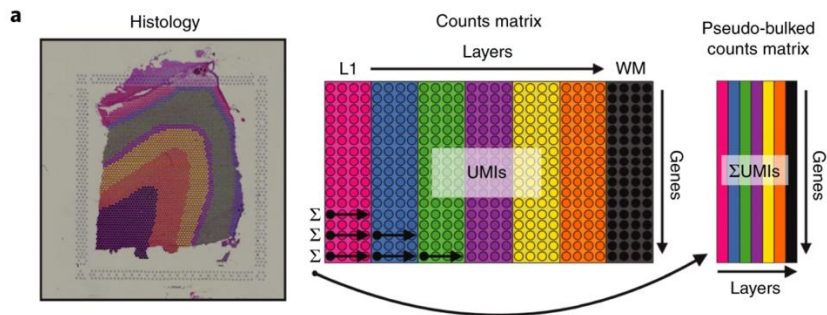 a
Histology
Counts matrix
Layers
L1
WM
UMIs
Genes
Σ
Σ
Σ
Pseudo-bulked
counts matrix
ΣUMIs
Genes
Layers